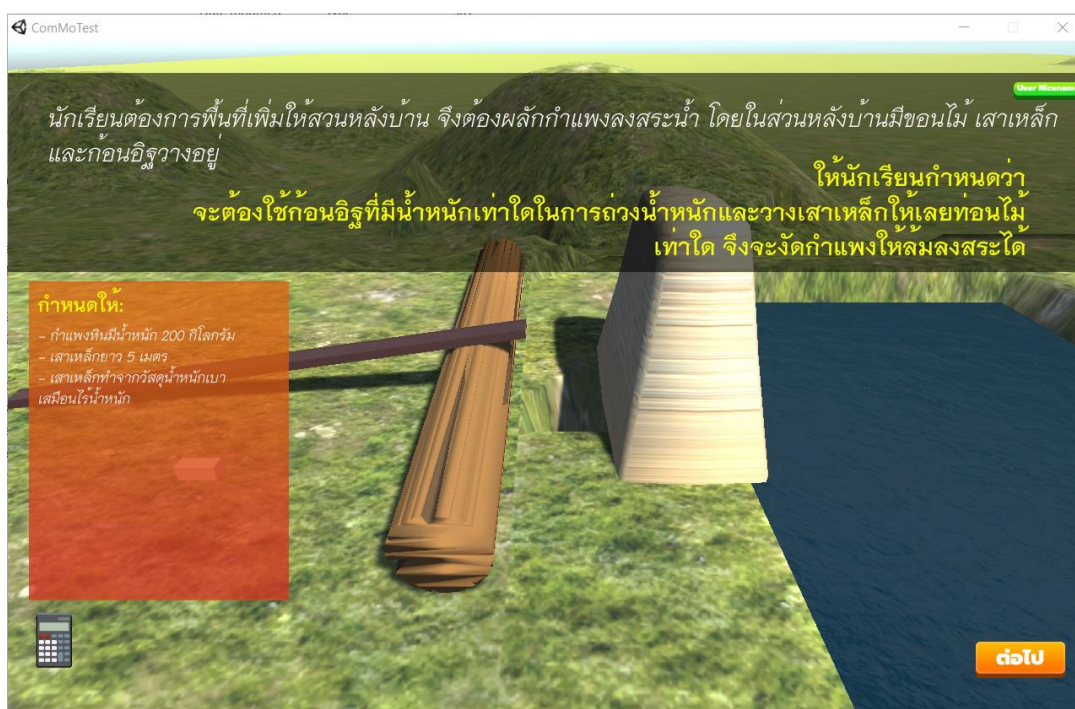 ComMoTest
User Nicenam
นักเรียนต้องการพื้นที่เพิ่มให้สวนหลังบ้าน จึงต้องผลักกำแพงลงสระน้ำ โดยในส่วนหลังบ้านมีขอนไม้ เสาเหล็ก
และก้อนอิฐวางอยู่
ให้นักเรียนกำหนดว่า
จะต้องใช้ก้อนอิฐที่มีน้ำหนักเท่าใดในการถ่วงน้ำหนักและวางเสาเหล็กให้เลยท่อนไม้
เท่าใด จึงจะงัดกำแพงให้ล้มลงสระได้
กำหนดให้:
- กำแพงหินมีน้ำหนัก 200 กิโลกรัม
- เสาเหล็กยาว 5 เมตร
- เสาเหล็กทำจากวัสดุน้ำหนักเบา
เสมือนไร้น้ำหนัก
ต่อไป